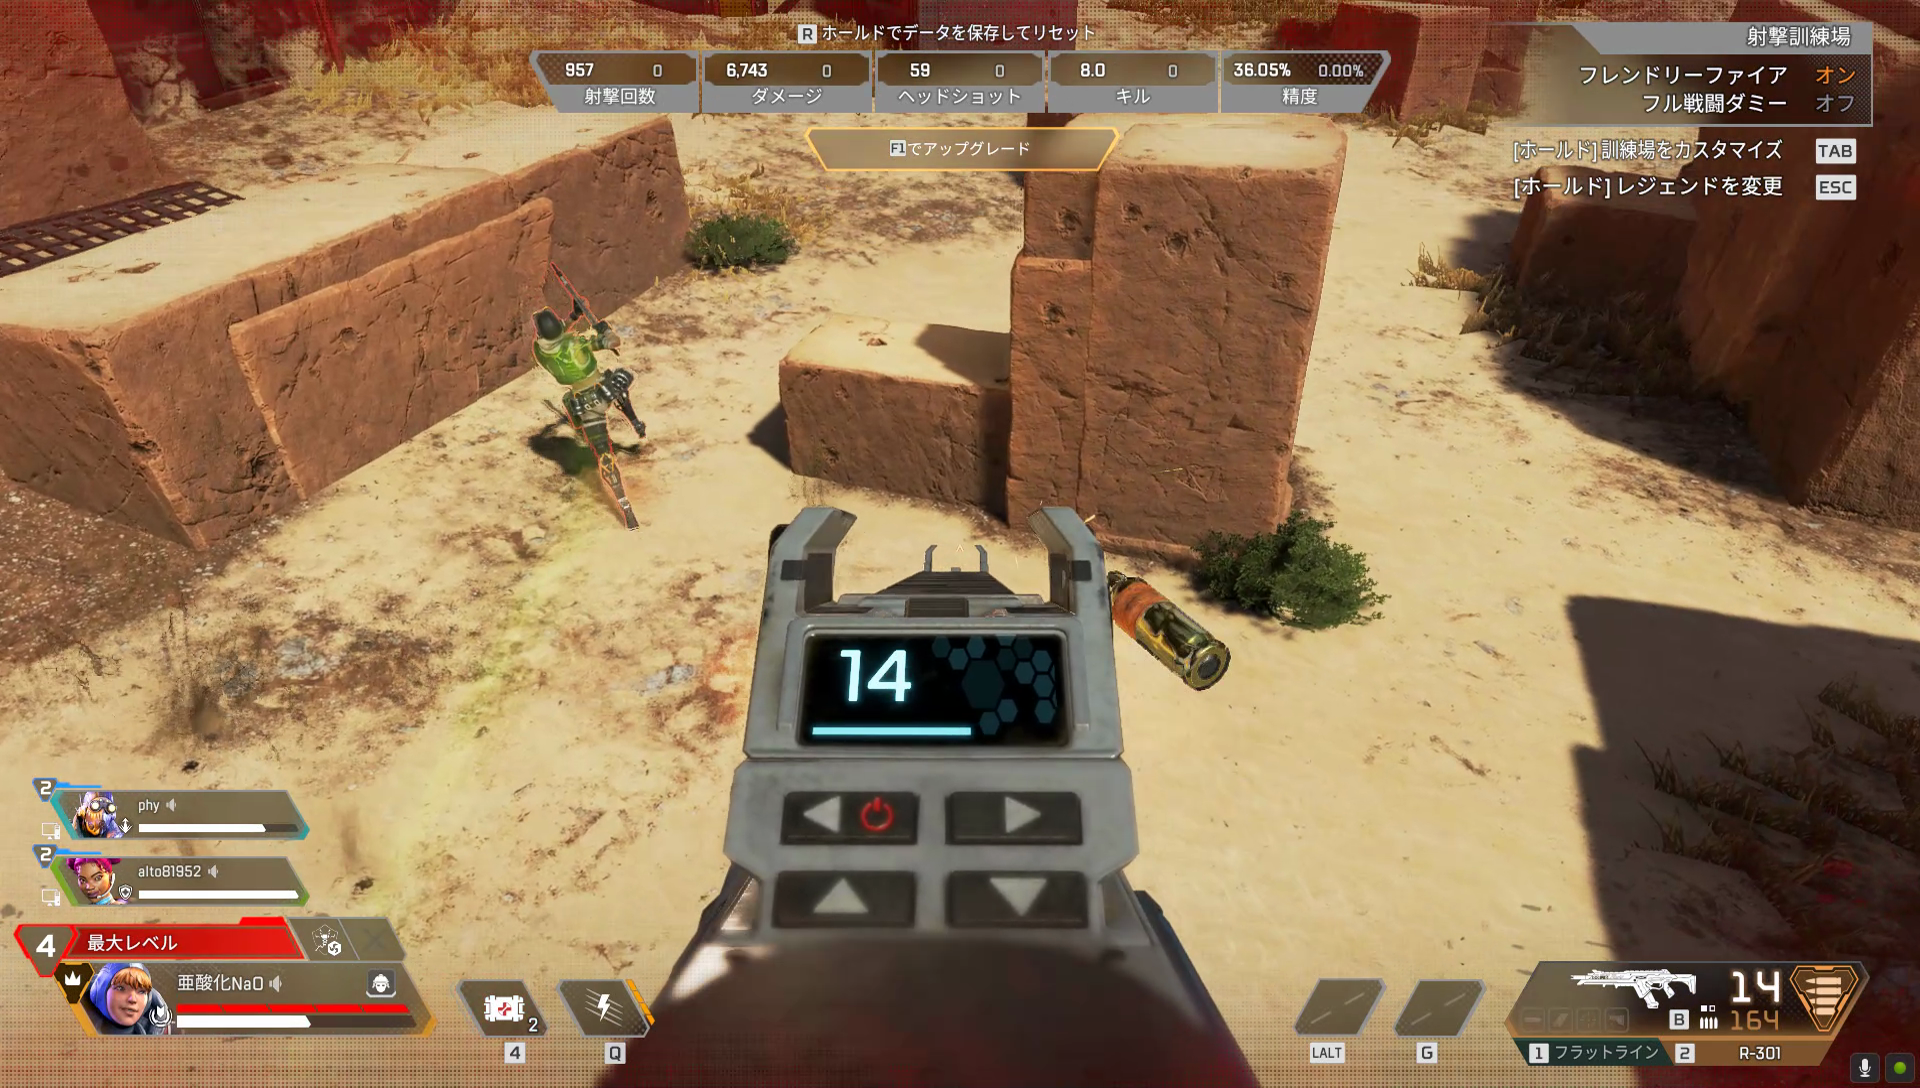 R ホールドでデータを保存してリセット
957 0 6,743 0 59 0 8.0 0 36.05% 0.00%
射撃回数 ダメージ ヘッドショット キル 精度
F1でアップグレード
射撃訓練場
フレンドリーファイア オン
フル戦闘ダミー オフ
[ホールド]訓練場をカスタマイズ TAB
[ホールド]レジェンドを変更 ESC
14
2
phy
2
alto81952
4 最大レベル
亜酸化NaO
2
4 Q
LALT G
14
B 164
1 フラットライン 2 R-301